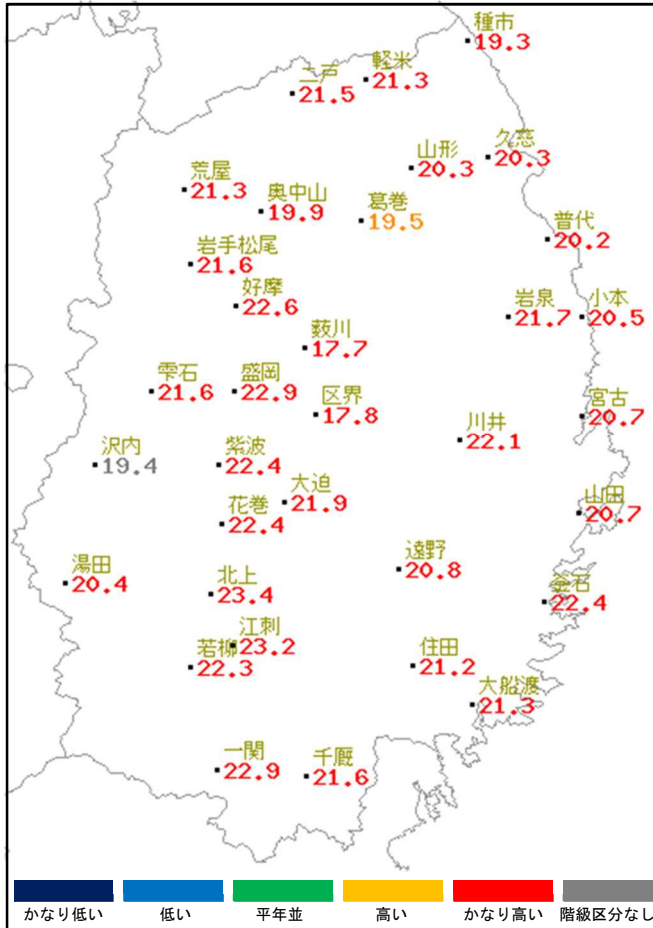 種市
19.3
軽米
21.3
二戸
21.5
久慈
20.3
山形
20.3
荒屋
21.3
奥中山
19.9
葛巻
19.5
普代
20.2
岩手松尾
21.6
好摩
22.6
岩泉
21.7
小本
20.5
薮川
17.7
雫石
21.6
盛岡
22.9
区界
17.8
宮古
20.7
川井
22.1
沢内
19.4
紫波
22.4
大迫
21.9
山田
20.7
花巻
22.4
遠野
20.8
湯田
20.4
北上
23.4
釜石
22.4
江刺
23.2
若柳
22.3
住田
21.2
大船渡
21.3
一関
22.9
千厩
21.6
かなり低い
低い
平年並
高い
かなり高い
階級区分なし